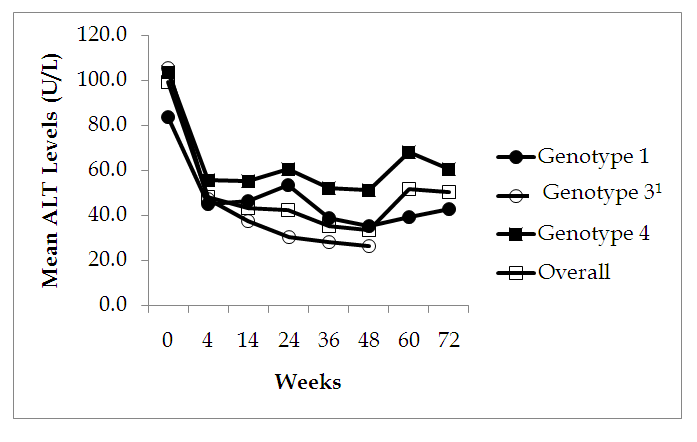 120.0
100.0
80.0
60.0
40.0
20.0
0.0
Mean ALT Levels (U/L)
0 4 14 24 36 48 60 72
Weeks
Genotype 1
Genotype 3¹
Genotype 4
Overall